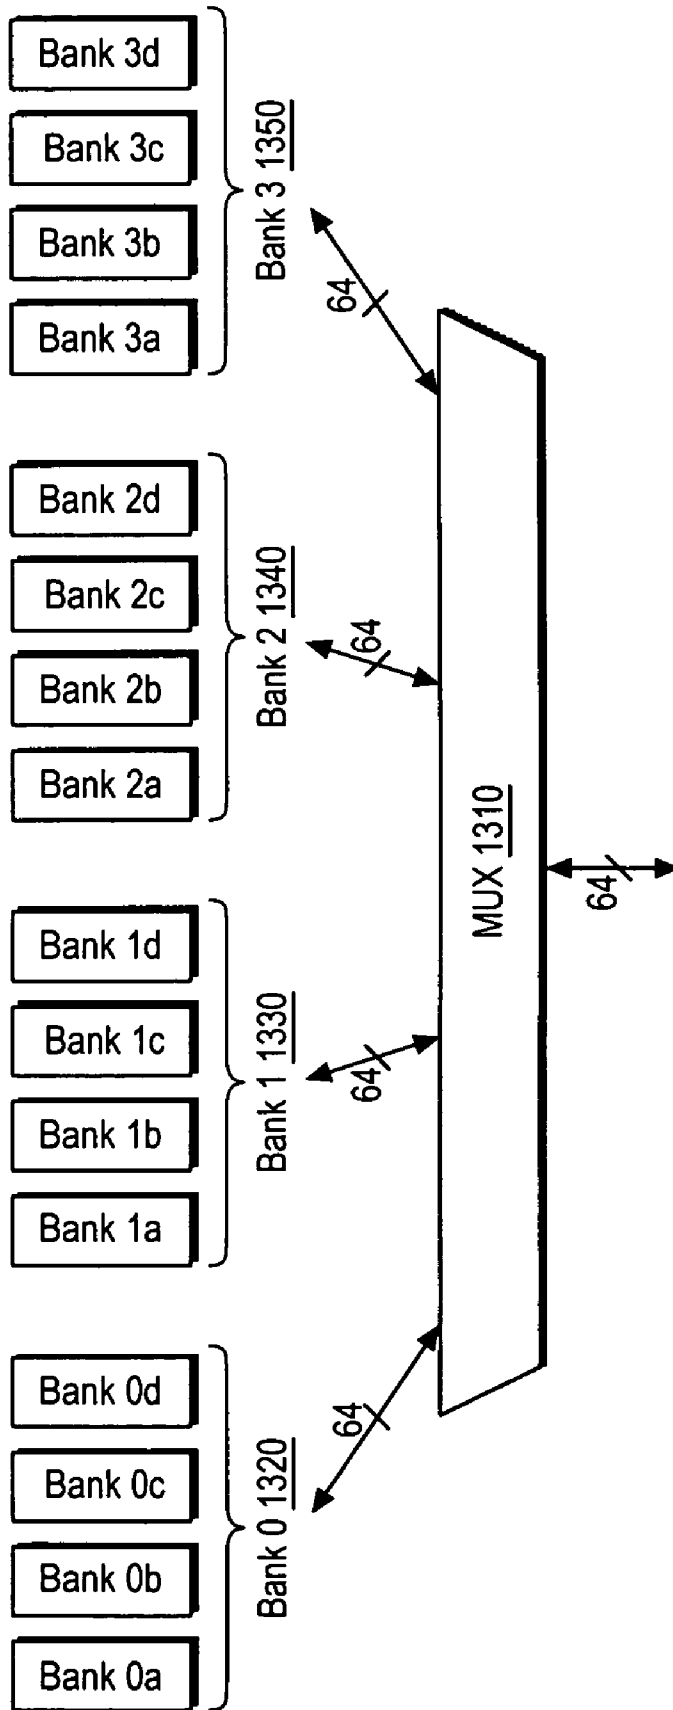 Bank 3d
Bank 3c
Bank 3b
Bank 3a
Bank 3 1350
64
Bank 2d
Bank 2c
Bank 2b
Bank 2a
Bank 2 1340
64
Bank 1d
Bank 1c
Bank 1b
Bank 1a
Bank 1 1330
64
Bank 0d
Bank 0c
Bank 0b
Bank 0a
Bank 0 1320
64
MUX 1310
64